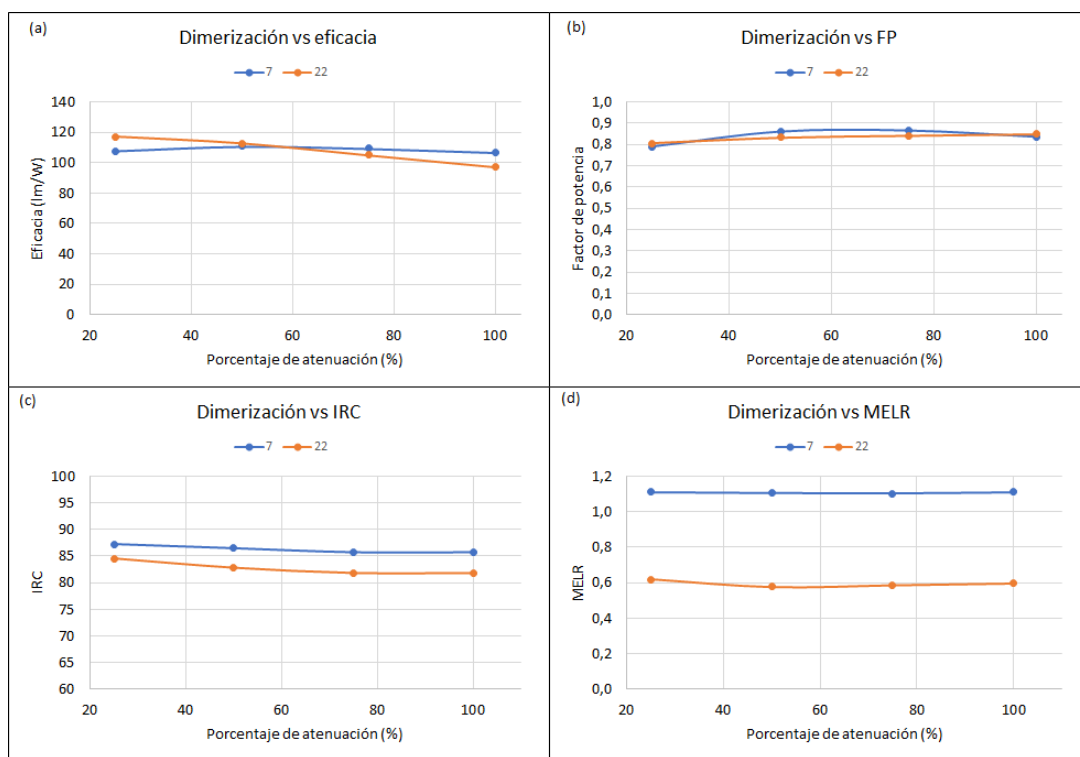 (a)
Dimerización vs eficacia
7 22
Eficacia (lm/W)
140
120
100
80
60
40
20
0
20 40 60 80 100
Porcentaje de atenuación (%)
(b)
Dimerización vs FP
7 22
Factor de potencia
1,0
0,9
0,8
0,7
0,6
0,5
0,4
0,3
0,2
0,1
0,0
20 40 60 80 100
Porcentaje de atenuación (%)
(c)
Dimerización vs IRC
7 22
IRC
100
95
90
85
80
75
70
65
60
20 40 60 80 100
Porcentaje de atenuación (%)
(d)
Dimerización vs MELR
7 22
MELR
1,2
1,0
0,8
0,6
0,4
0,2
0,0
20 40 60 80 100
Porcentaje de atenuación (%)